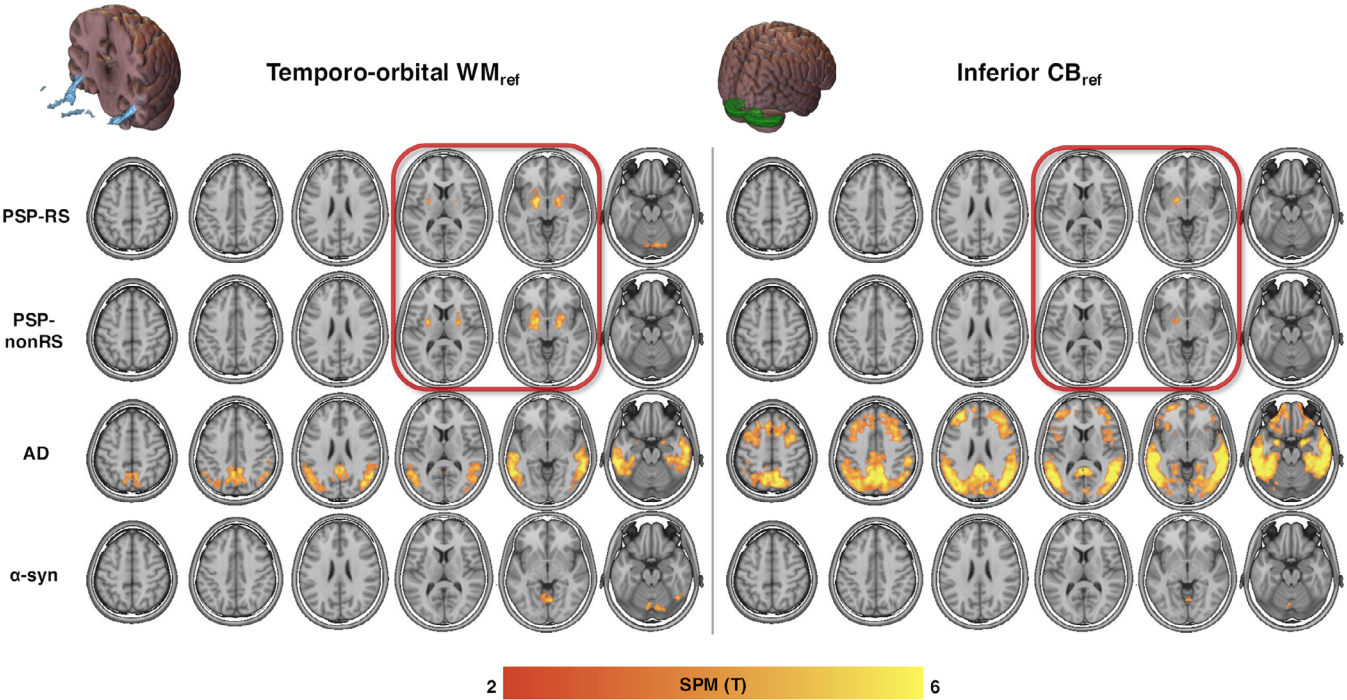 Temporo-orbital WMref
Inferior CBref
PSP-RS
PSP-
nonRS
AD
α-syn
2
SPM (T)
6